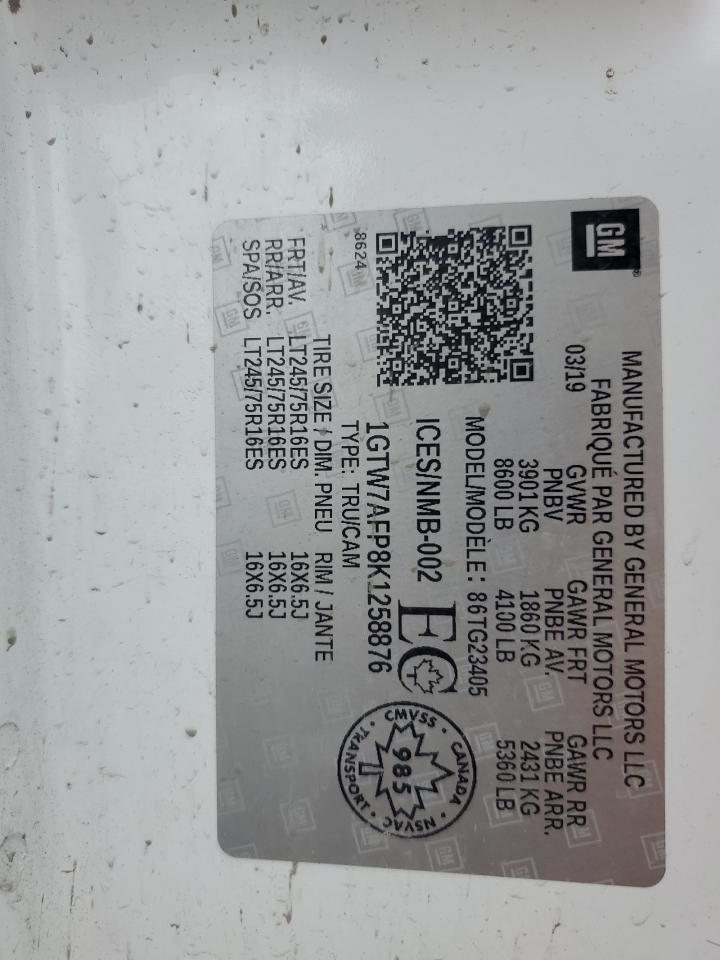 GM
MANUFACTURED BY GENERAL MOTORS LLC
FABRIQUÉ PAR GENERAL MOTORS LLC
03/19 GVWR GAWR FRT GAWR RR
PNBV PNBE AV. PNBE ARR.
3901 KG 1860 KG 2431 KG
8600 LB 4100 LB 5360 LB
MODEL/MODÈLE: 86TG23405
ICES/NMB-002 EC
CANADA • NSVAC • TRANSPORT • CMVSS •
985
T
8624
1GTW7AFP8K1258876
TYPE: TRU/CAM
TIRE SIZE / DIM. PNEU RIM / JANTE
FRT/AV. LT245/75R16ES 16X6.5J
RR/ARR. LT245/75R16ES 16X6.5J
SPA/SOS LT245/75R16ES 16X6.5J